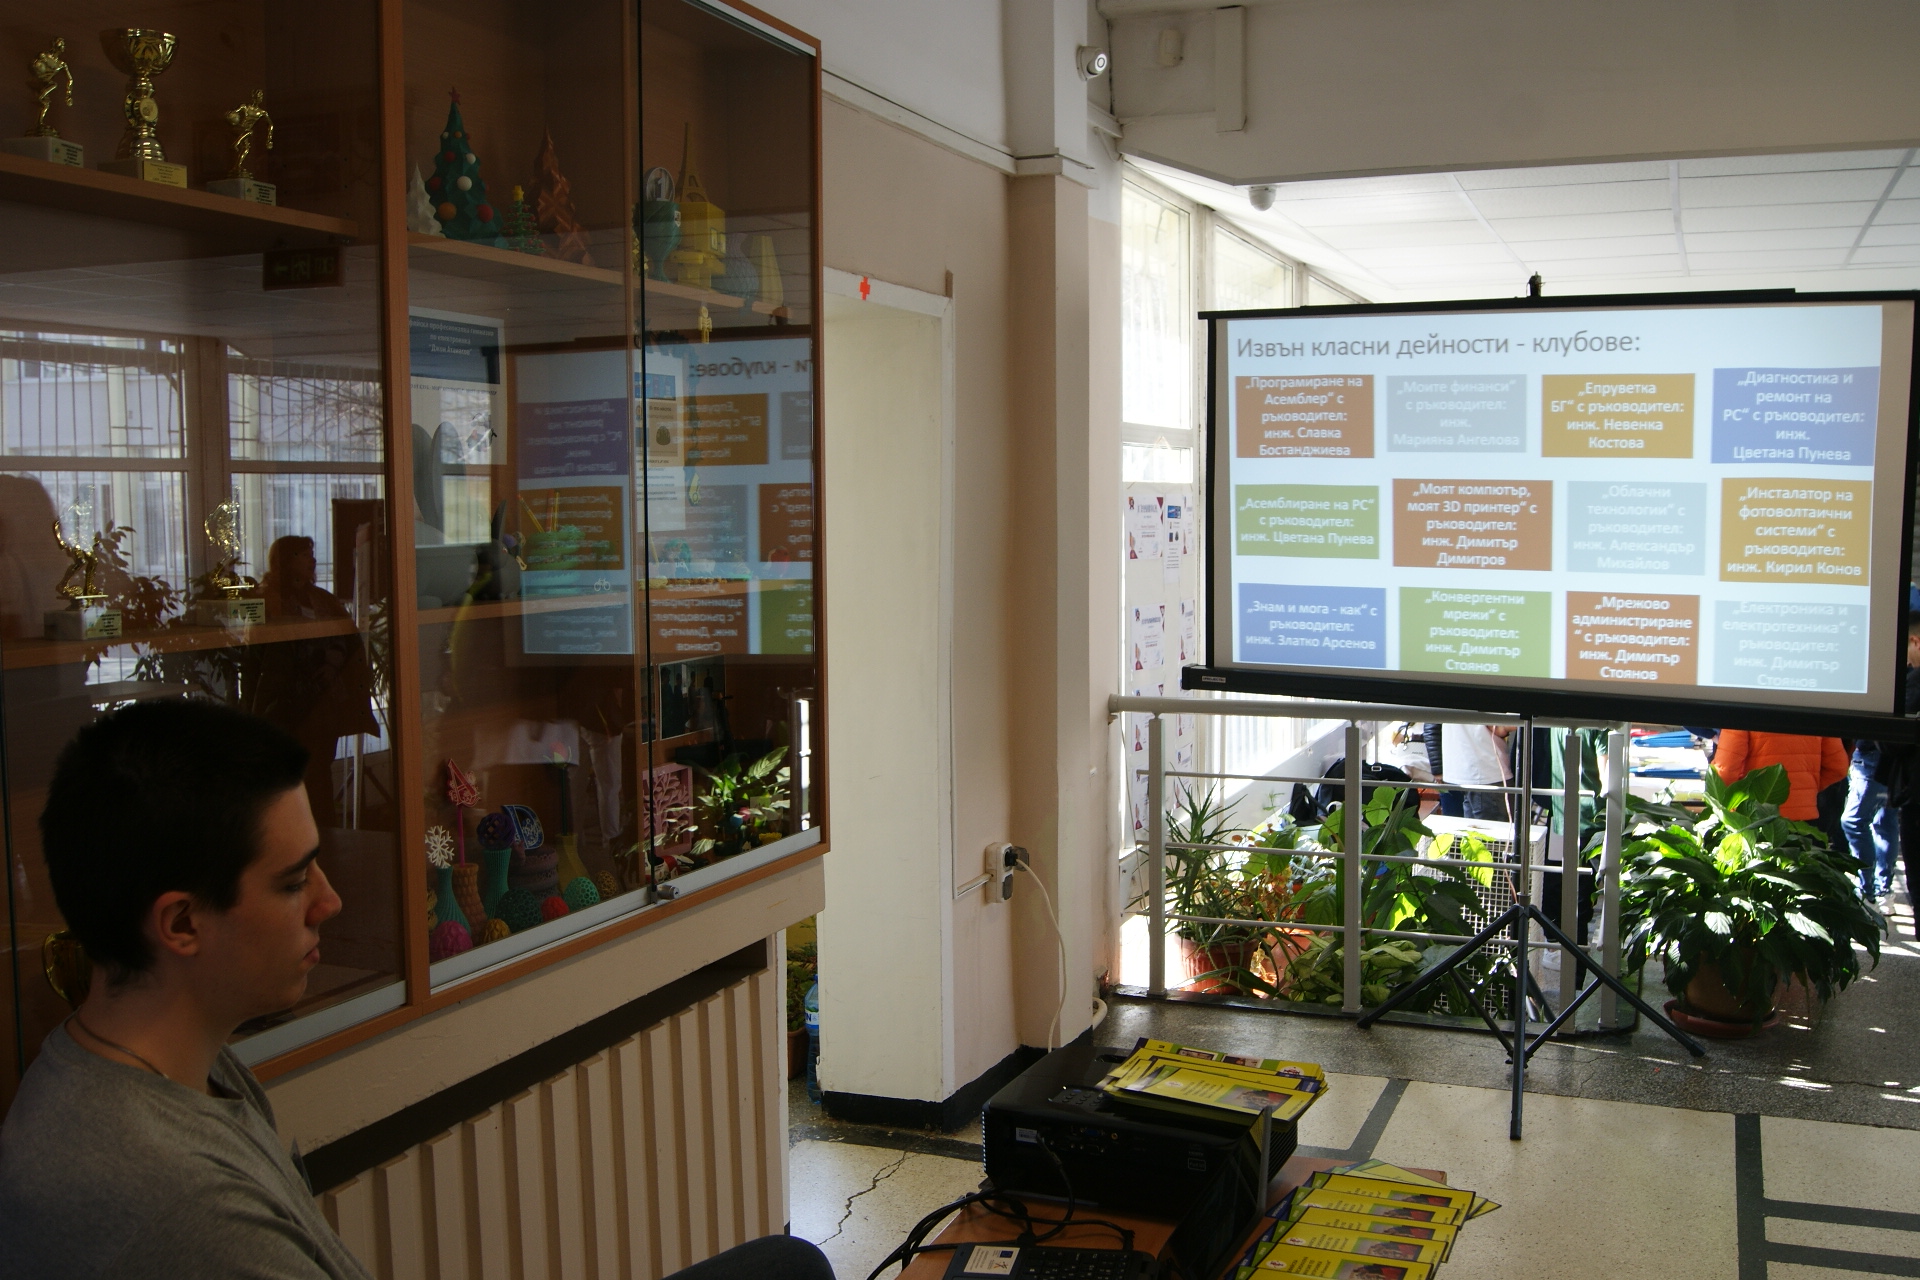 Извън класни дейности - клубове:
„Програмиране на
Асемблер“ с
ръководител:
инж. Славка
Бостанджиева
„Моите финанси“
с ръководител:
инж.
Марияна Ангелова
„Епруветка
БГ“ с ръководител:
инж. Невенка
Костова
„Диагностика и
ремонт на
РС“ с ръководител:
инж.
Цветана Пунева
„Асемблиране на РС“
с ръководител:
инж. Цветана Пунева
„Моят компютър,
моят 3D принтер“ с
ръководител:
инж. Димитър
Димитров
„Облачни
технологии“ с
ръководител:
инж. Александър
Михайлов
„Инсталатор на
фотоволтаични
системи“ с
ръководител:
инж. Кирил Конов
„Знам и мога - как“ с
ръководител:
инж. Златко Арсенов
„Конвергентни
мрежи“ с
ръководител:
инж. Димитър
Стоянов
„Мрежово
администриране
“ с ръководител:
инж. Димитър
Стоянов
„Електроника и
електротехника“ с
ръководител:
инж. Димитър
Стоянов